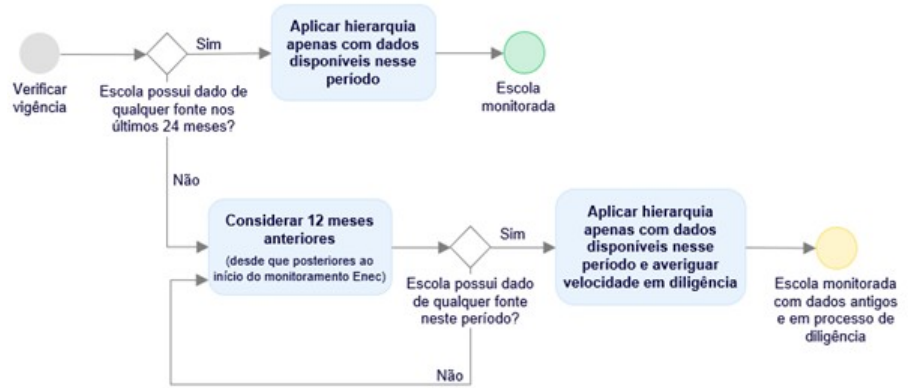 Verificar
vigência
Escola possui dado de
qualquer fonte nos
últimos 24 meses?
Sim
Aplicar hierarquia
apenas com dados
disponíveis nesse
período
Escola
monitorada
Não
Considerar 12 meses
anteriores
(desde que posteriores ao
início do monitoramento Enec)
Escola possui dado
de qualquer fonte
neste período?
Sim
Aplicar hierarquia
apenas com dados
disponíveis nesse
período e averiguar
velocidade em diligência
Escola monitorada
com dados antigos
e em processo de
diligência
Não